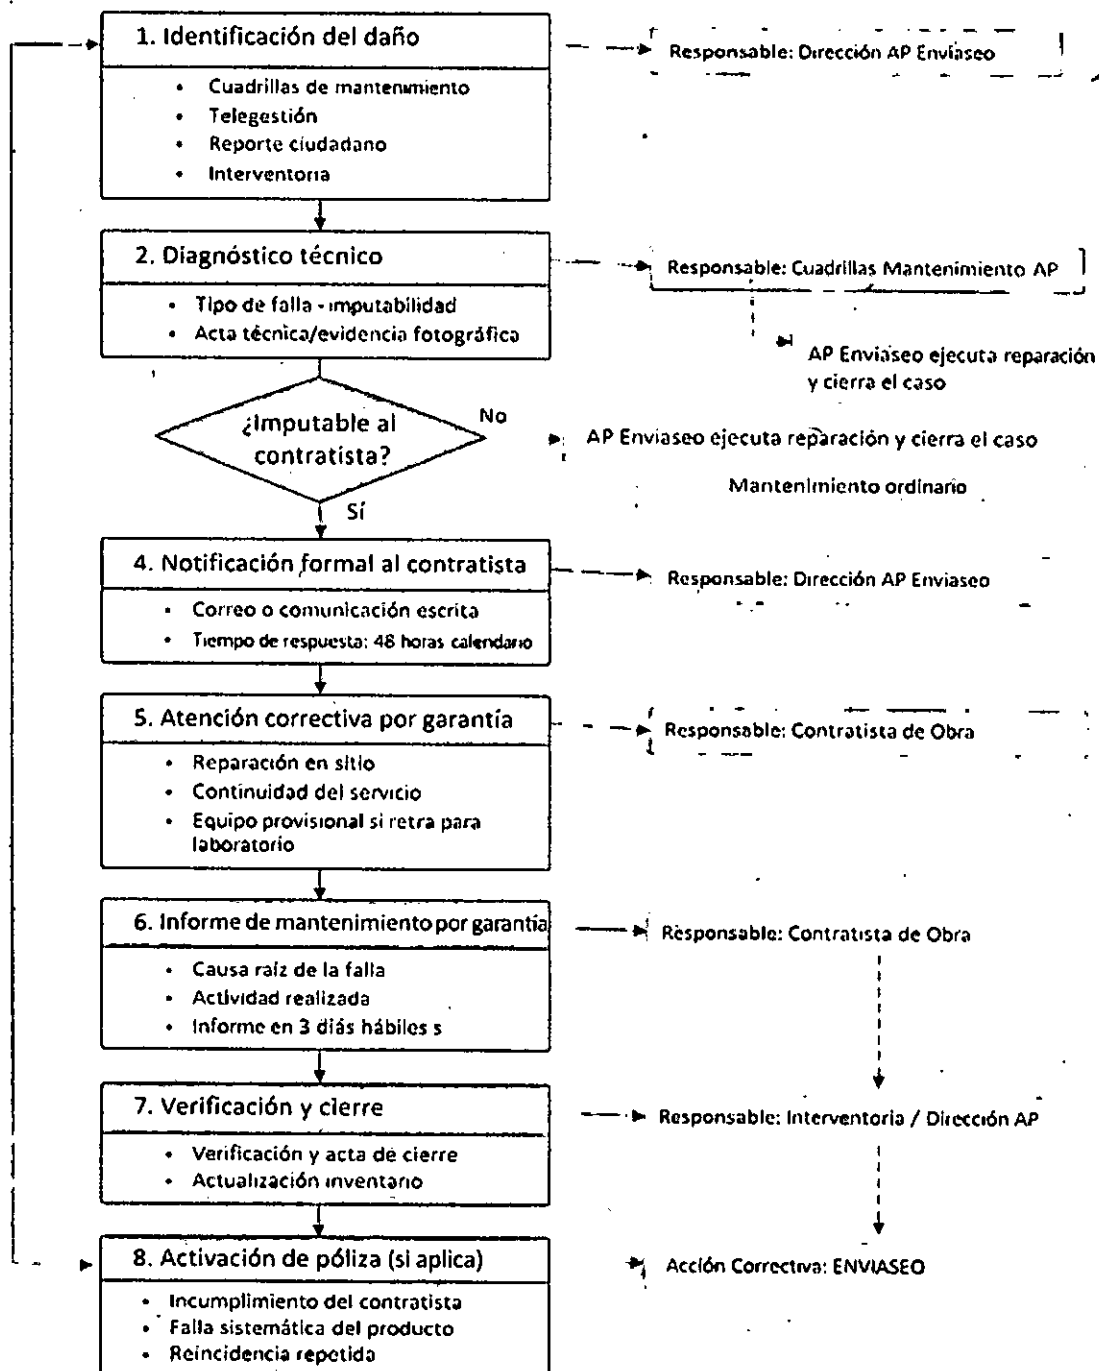 1. Identificación del daño
Responsable: Dirección AP Enviaseo
• Cuadrillas de mantenimiento
• Telegestión
• Reporte ciudadano
• Interventoria
2. Diagnóstico técnico
Responsable: Cuadrillas Mantenimiento AP
• Tipo de falla - imputabilidad
• Acta técnica/evidencia fotográfica
AP Enviaseo ejecuta reparación
y cierra el caso
¿Imputable al
contratista?
No
AP Enviaseo ejecuta reparación y cierra el caso
Mantenimiento ordinario
Sí
4. Notificación formal al contratista
Responsable: Dirección AP Enviaseo
• Correo o comunicación escrita
• Tiempo de respuesta: 48 horas calendario
5. Atención correctiva por garantía
Responsable: Contratista de Obra
• Reparación en sitio
• Continuidad del servicio
• Equipo provisional si retra para
laboratorio
6. Informe de mantenimiento por garantía
Responsable: Contratista de Obra
• Causa raíz de la falla
• Actividad realizada
• Informe en 3 diás hábiles s
7. Verificación y cierre
Responsable: Interventoria / Dirección AP
• Verificación y acta de cierre
• Actualización inventario
8. Activación de póliza (si aplica)
Acción Correctiva: ENVIASEO
• Incumplimiento del contratista
• Falla sistemática del producto
• Reincidencia repetida